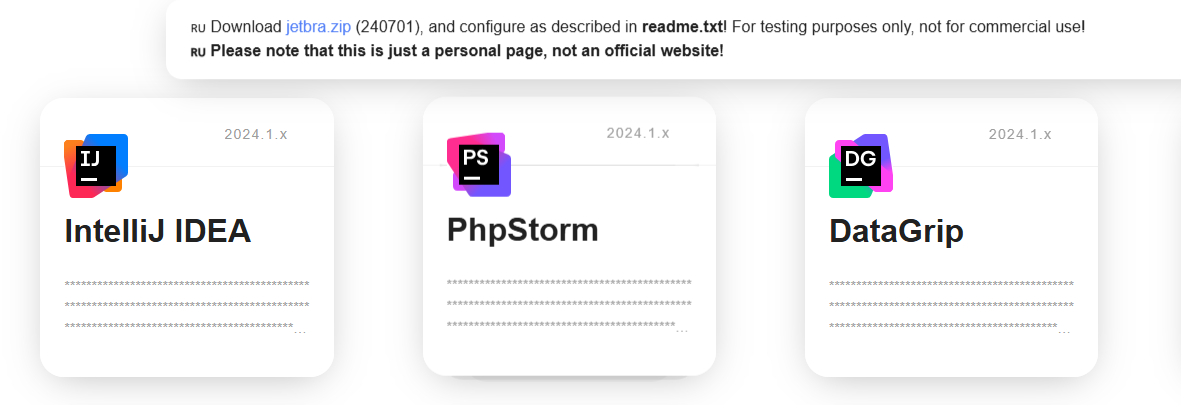 RU Download jetbra.zip (240701), and configure as described in readme.txt! For testing purposes only, not for commercial use!
RU Please note that this is just a personal page, not an official website!
2024.1.x
2024.1.x
2024.1.x
IJ
PS
DG
IntelliJ IDEA
PhpStorm
DataGrip
*********************************************
*********************************************
******************************************...
*********************************************
*********************************************
******************************************...
*********************************************
*********************************************
******************************************...